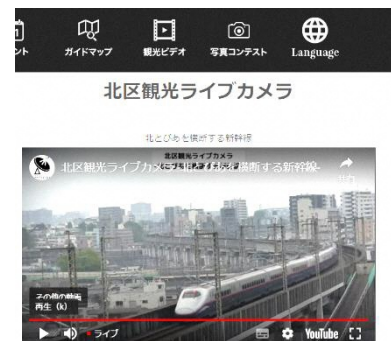 ント ガイドマップ 観光ビデオ 写真コンテスト Language
北区観光ライブカメラ
北とぴあを横断する新幹線
北区観光ライブカメラ
その他の動画
再生 (k)
ライブ YouTube